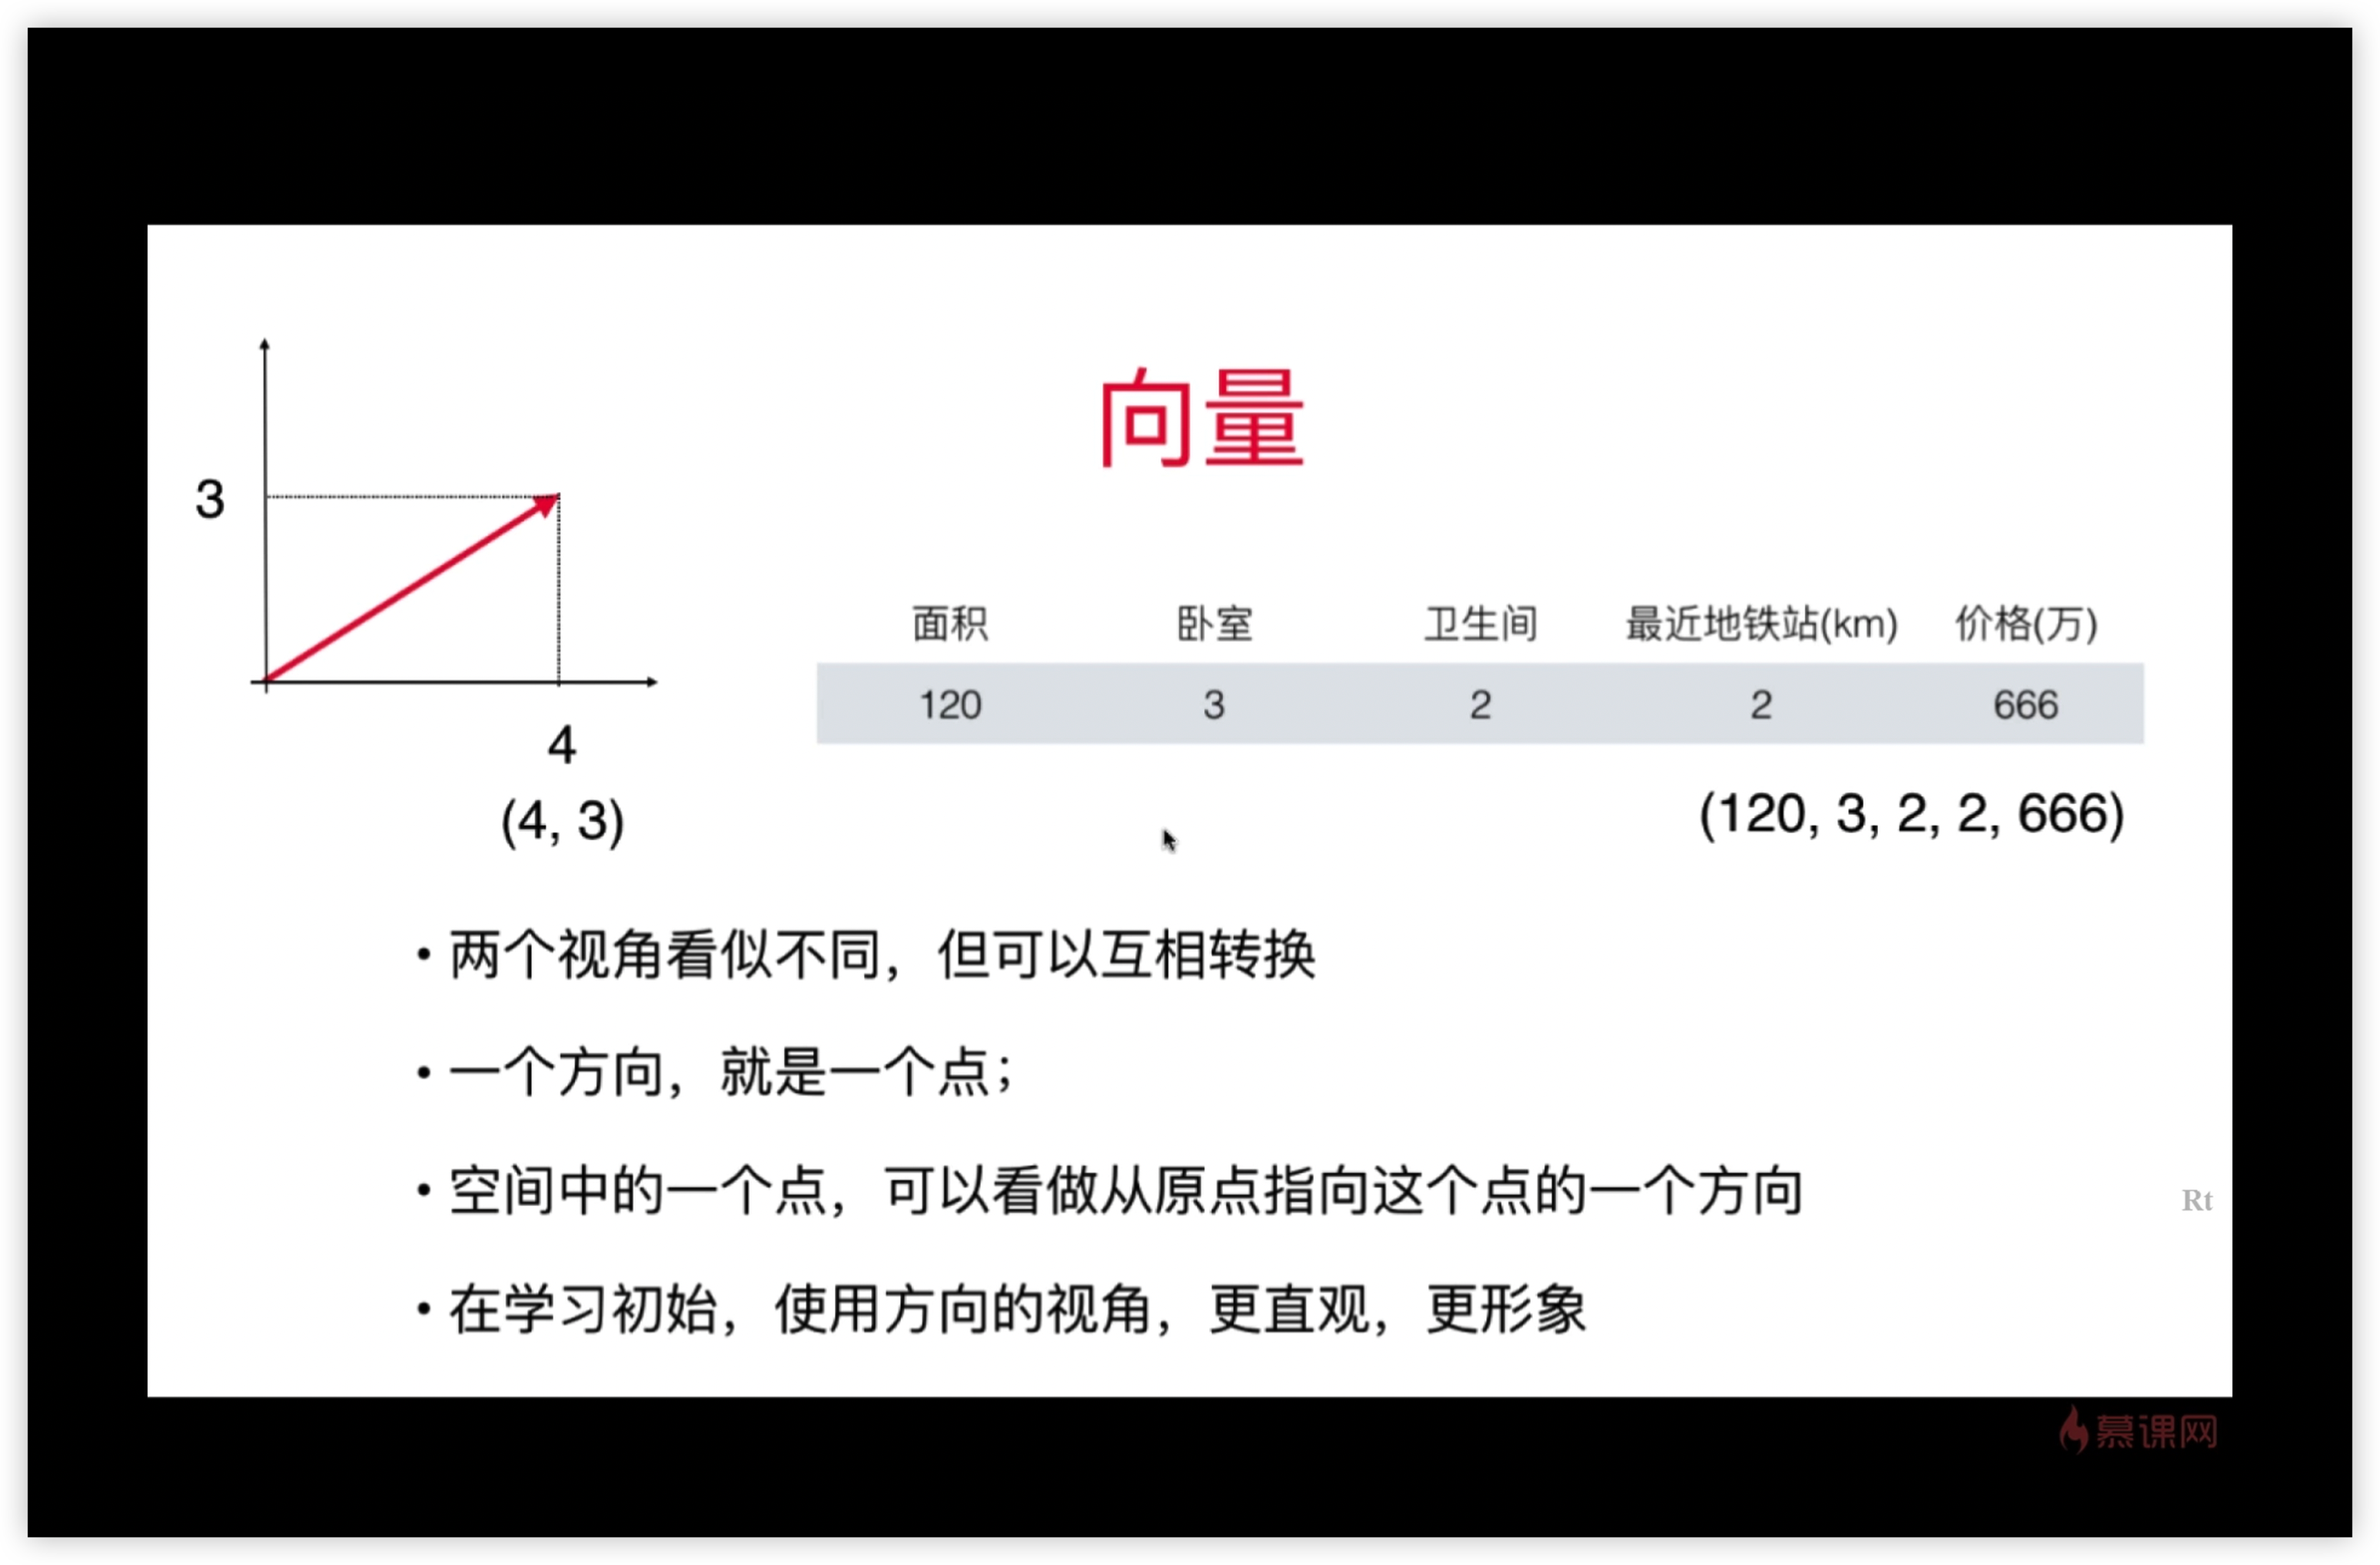 向量
3
4
(4, 3)
面积 卧室 卫生间 最近地铁站(km) 价格(万)
120 3 2 2 666
(120, 3, 2, 2, 666)
• 两个视角看似不同，但可以互相转换
• 一个方向，就是一个点；
• 空间中的一个点，可以看做从原点指向这个点的一个方向
• 在学习初始，使用方向的视角，更直观，更形象
Rt
慕课网